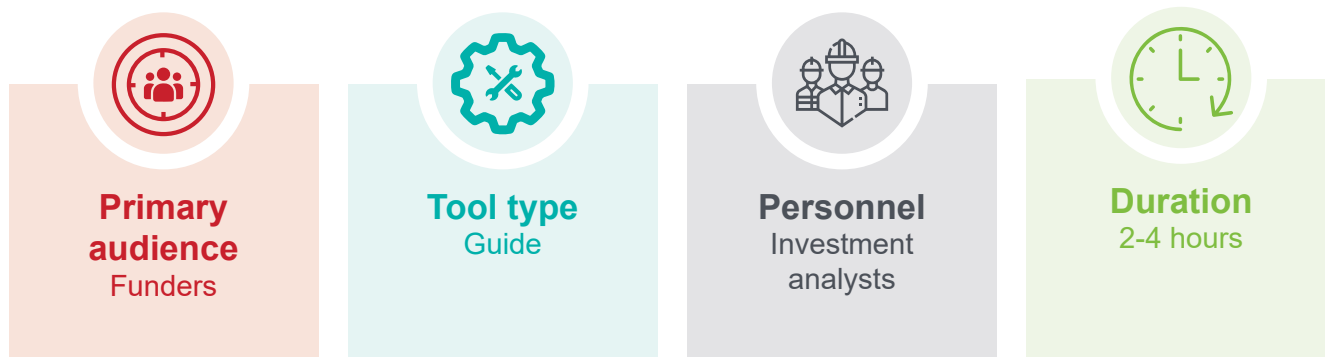 Primary
audience
Funders
Tool type
Guide
Personnel
Investment
analysts
Duration
2-4 hours